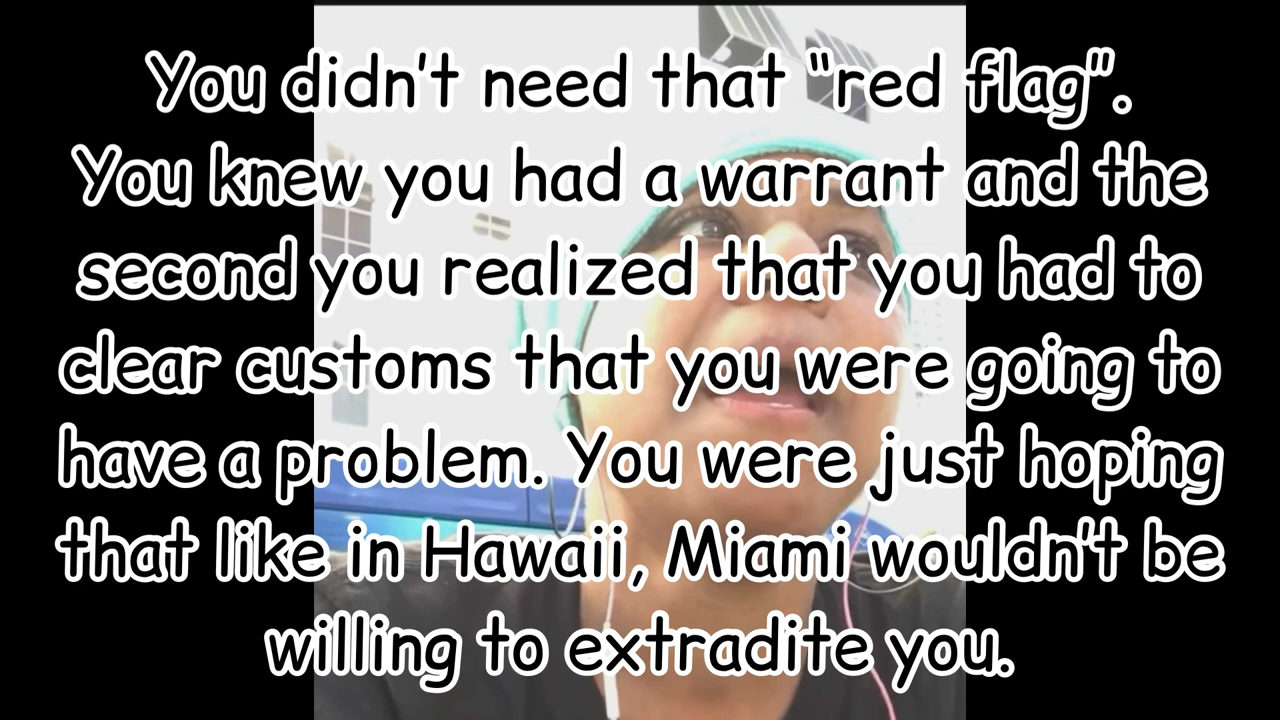 You didn't need that “red flag”.
You knew you had a warrant and the
second you realized that you had to
clear customs that you were going to
have a problem. You were just hoping
that like in Hawaii, Miami wouldn't be
willing to extradite you.